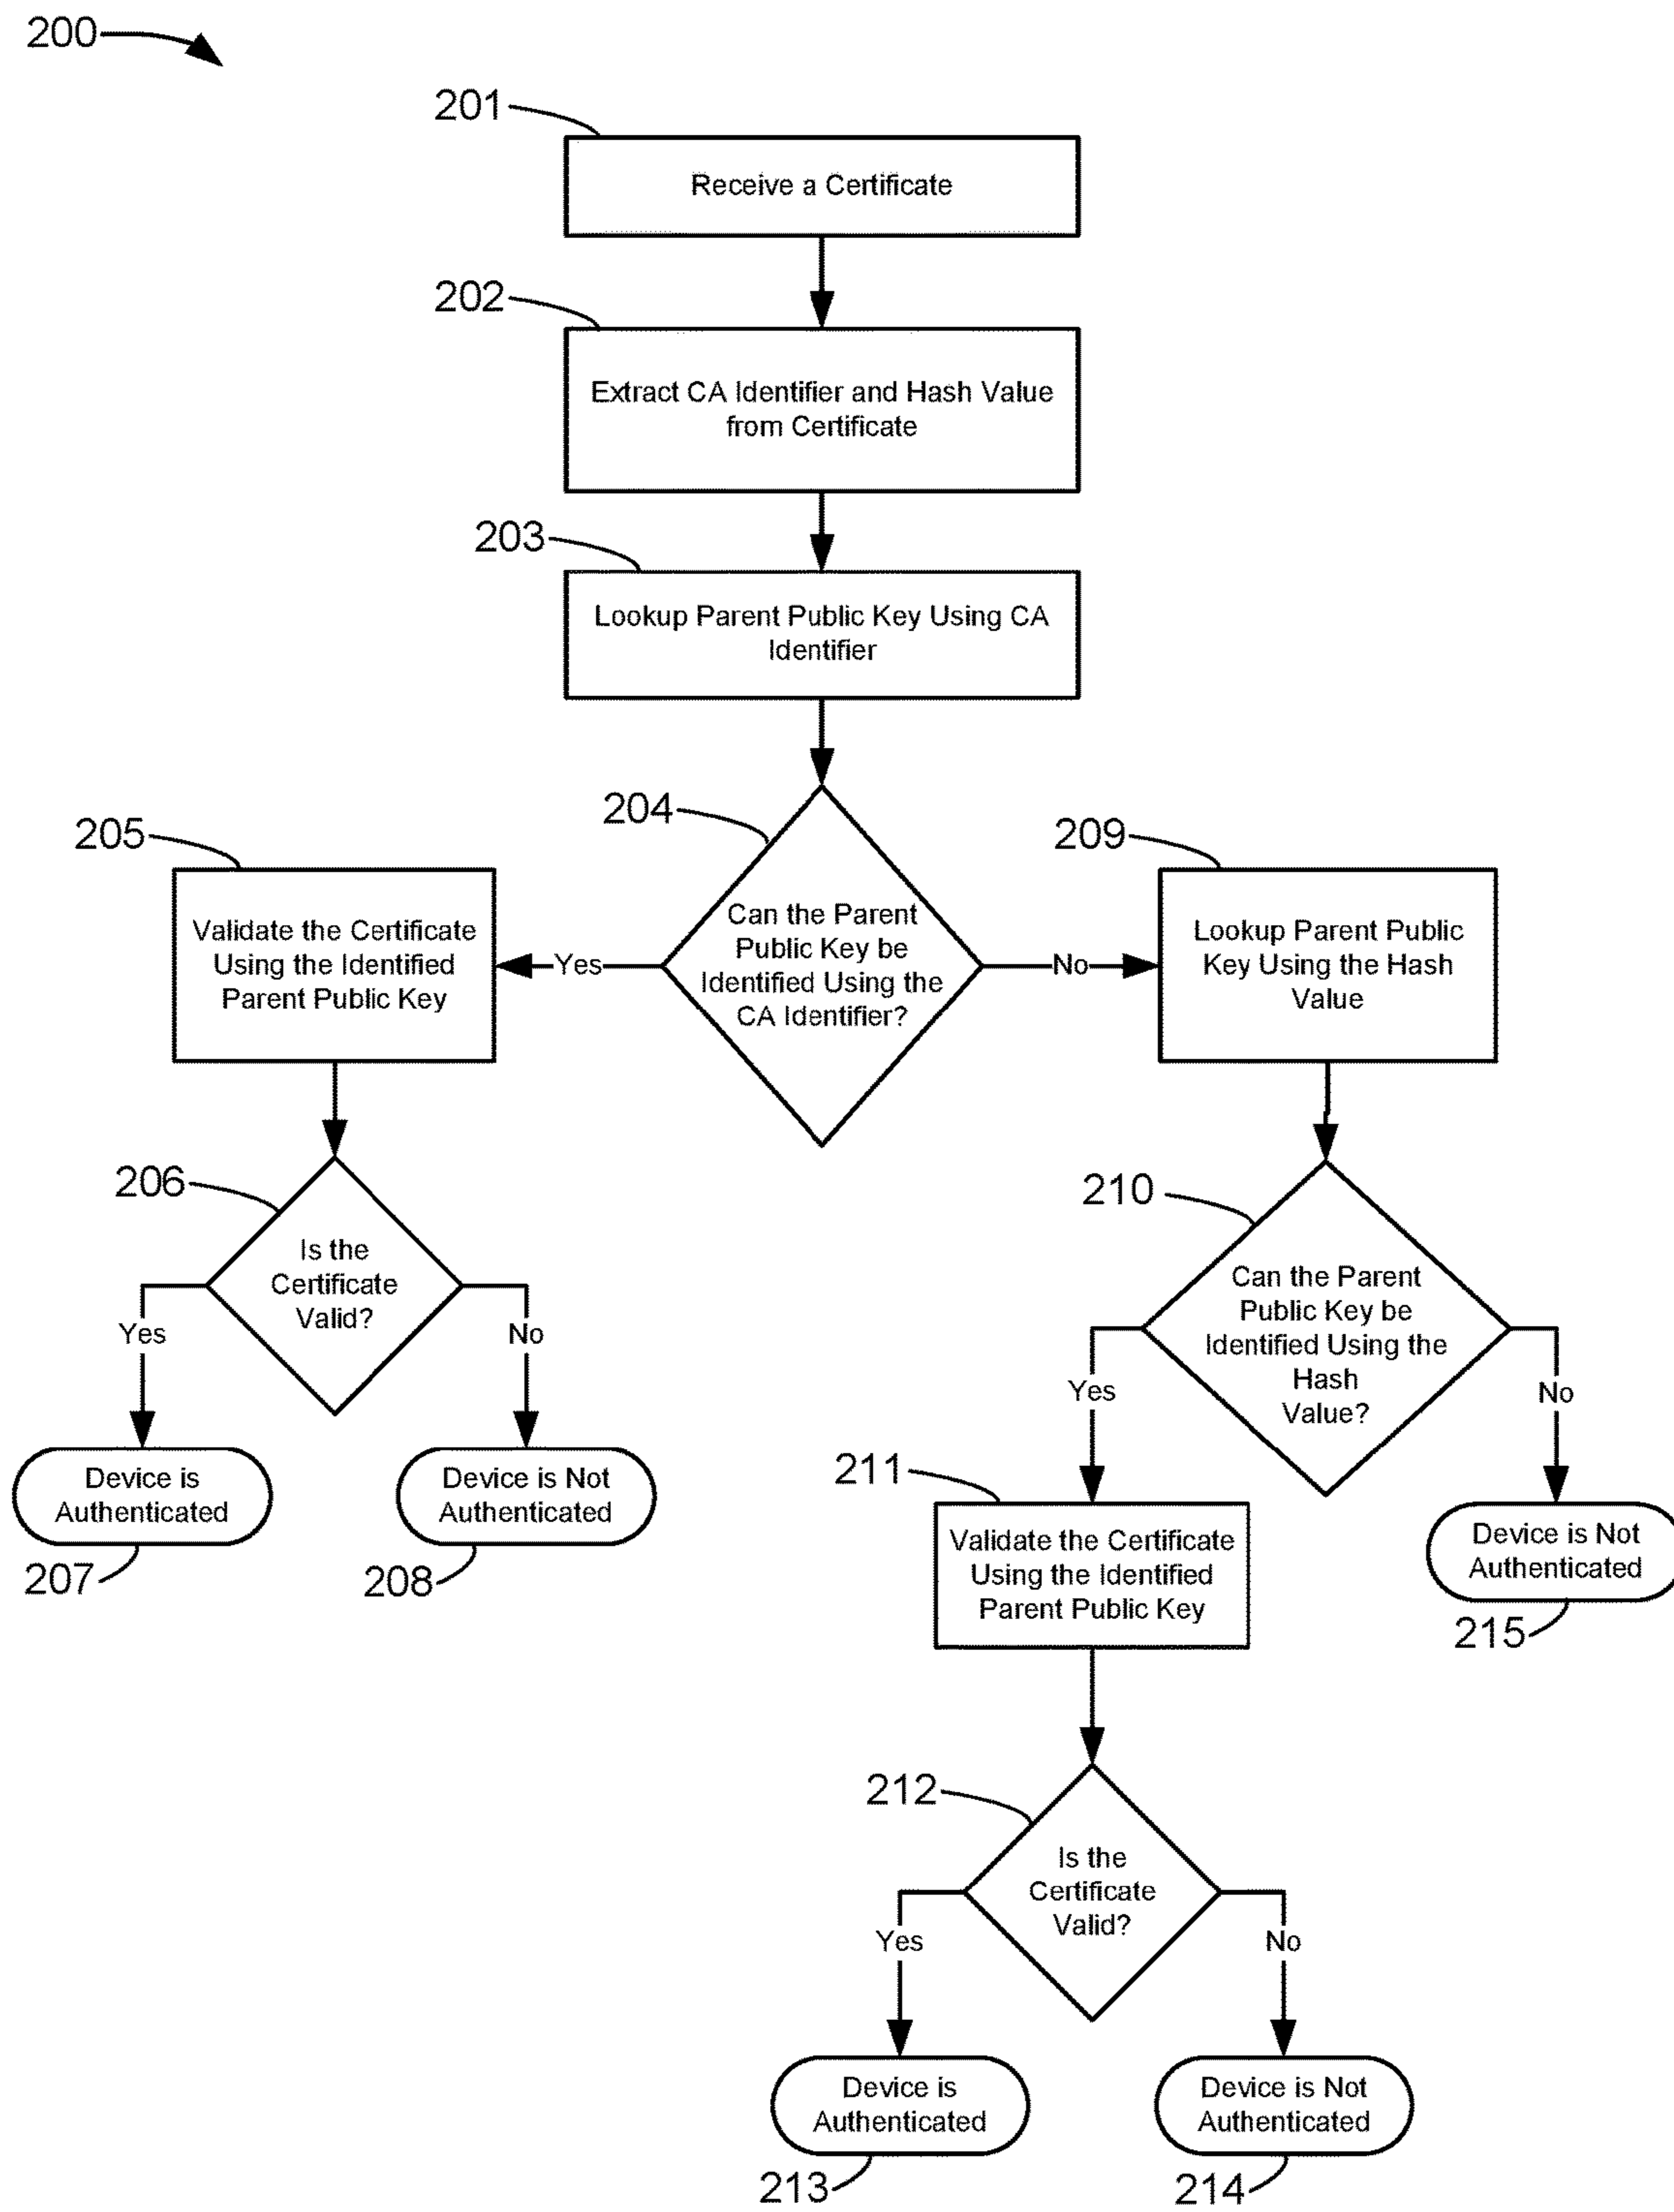 200
201
Receive a Certificate
202
Extract CA Identifier and Hash Value
from Certificate
203
Lookup Parent Public Key Using CA
Identifier
204
Can the Parent
Public Key be
Identified Using the
CA Identifier?
Yes
No
205
Validate the Certificate
Using the Identified
Parent Public Key
209
Lookup Parent Public
Key Using the Hash
Value
206
Is the
Certificate
Valid?
Yes
No
Device is
Authenticated
207
Device is Not
Authenticated
208
210
Can the Parent
Public Key be
Identified Using the
Hash
Value?
Yes
No
211
Validate the Certificate
Using the Identified
Parent Public Key
Device is Not
Authenticated
215
212
Is the
Certificate
Valid?
Yes
No
Device is
Authenticated
213
Device is Not
Authenticated
214